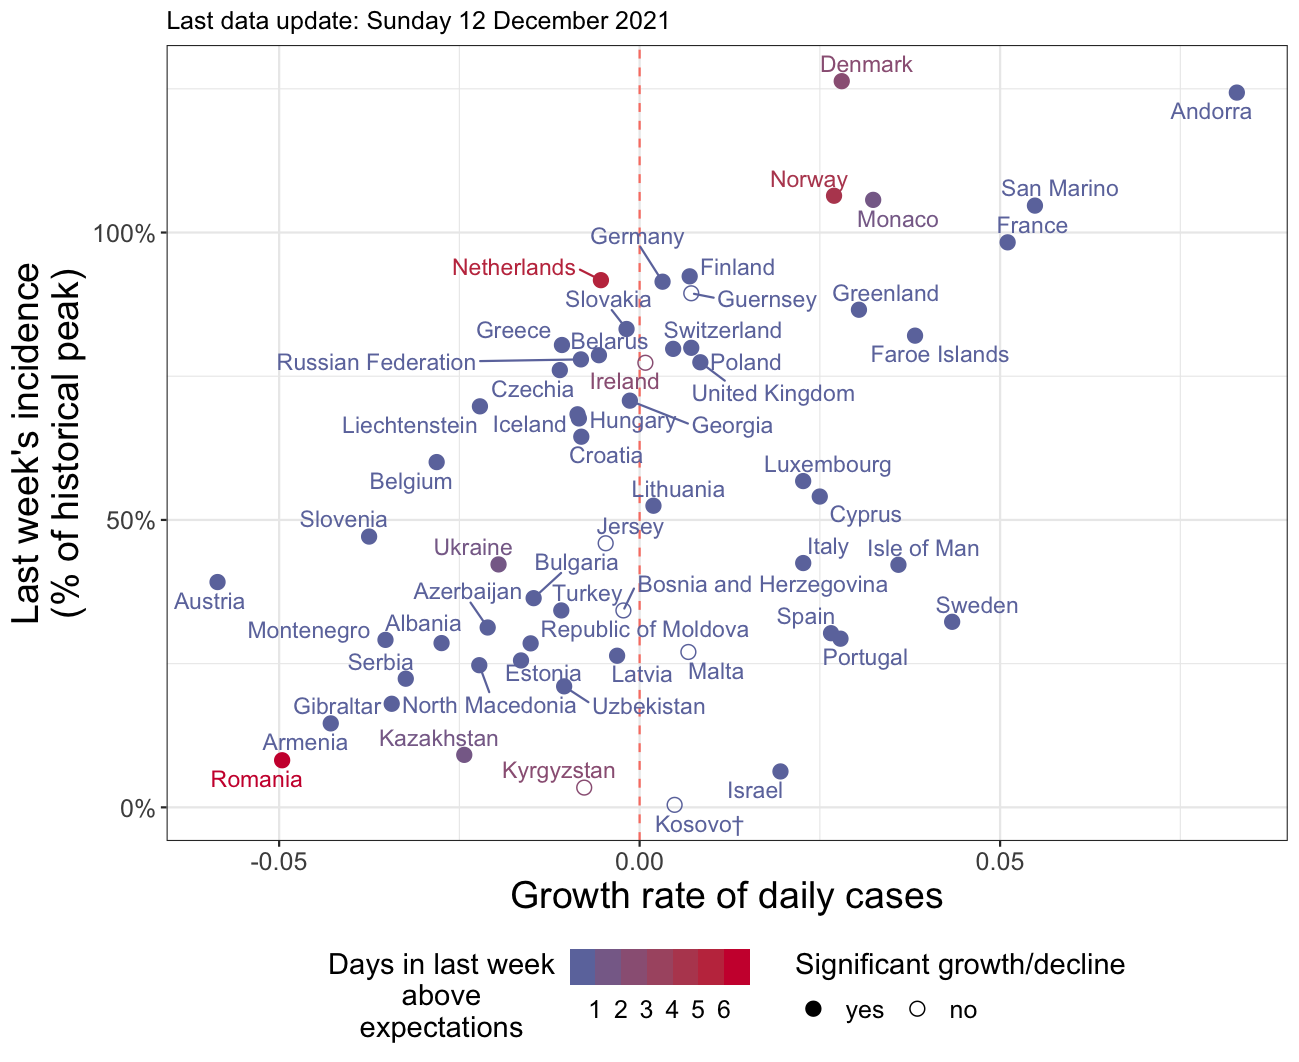 Last data update: Sunday 12 December 2021
Denmark
Andorra
Norway
San Marino
Monaco
France
100%
Germany
Netherlands
Finland
Slovakia
Guernsey
Greenland
Greece
Belarus
Switzerland
Russian Federation
Poland
Faroe Islands
Czechia
Ireland
United Kingdom
Liechtenstein
Iceland
Hungary
Georgia
Croatia
Belgium
Luxembourg
Lithuania
50%
Slovenia
Jersey
Cyprus
Ukraine
Bulgaria
Italy
Isle of Man
Austria
Azerbaijan
Turkey
Bosnia and Herzegovina
Montenegro
Albania
Republic of Moldova
Spain
Sweden
Serbia
Estonia
Latvia
Malta
Portugal
Gibraltar
North Macedonia
Uzbekistan
Armenia
Kazakhstan
Romania
Kyrgyzstan
Israel
0%
Kosovo†
Last week's incidence
(% of historical peak)
-0.05
0.00
0.05
Growth rate of daily cases
Days in last week
above
expectations
1 2 3 4 5 6
Significant growth/decline
yes
no